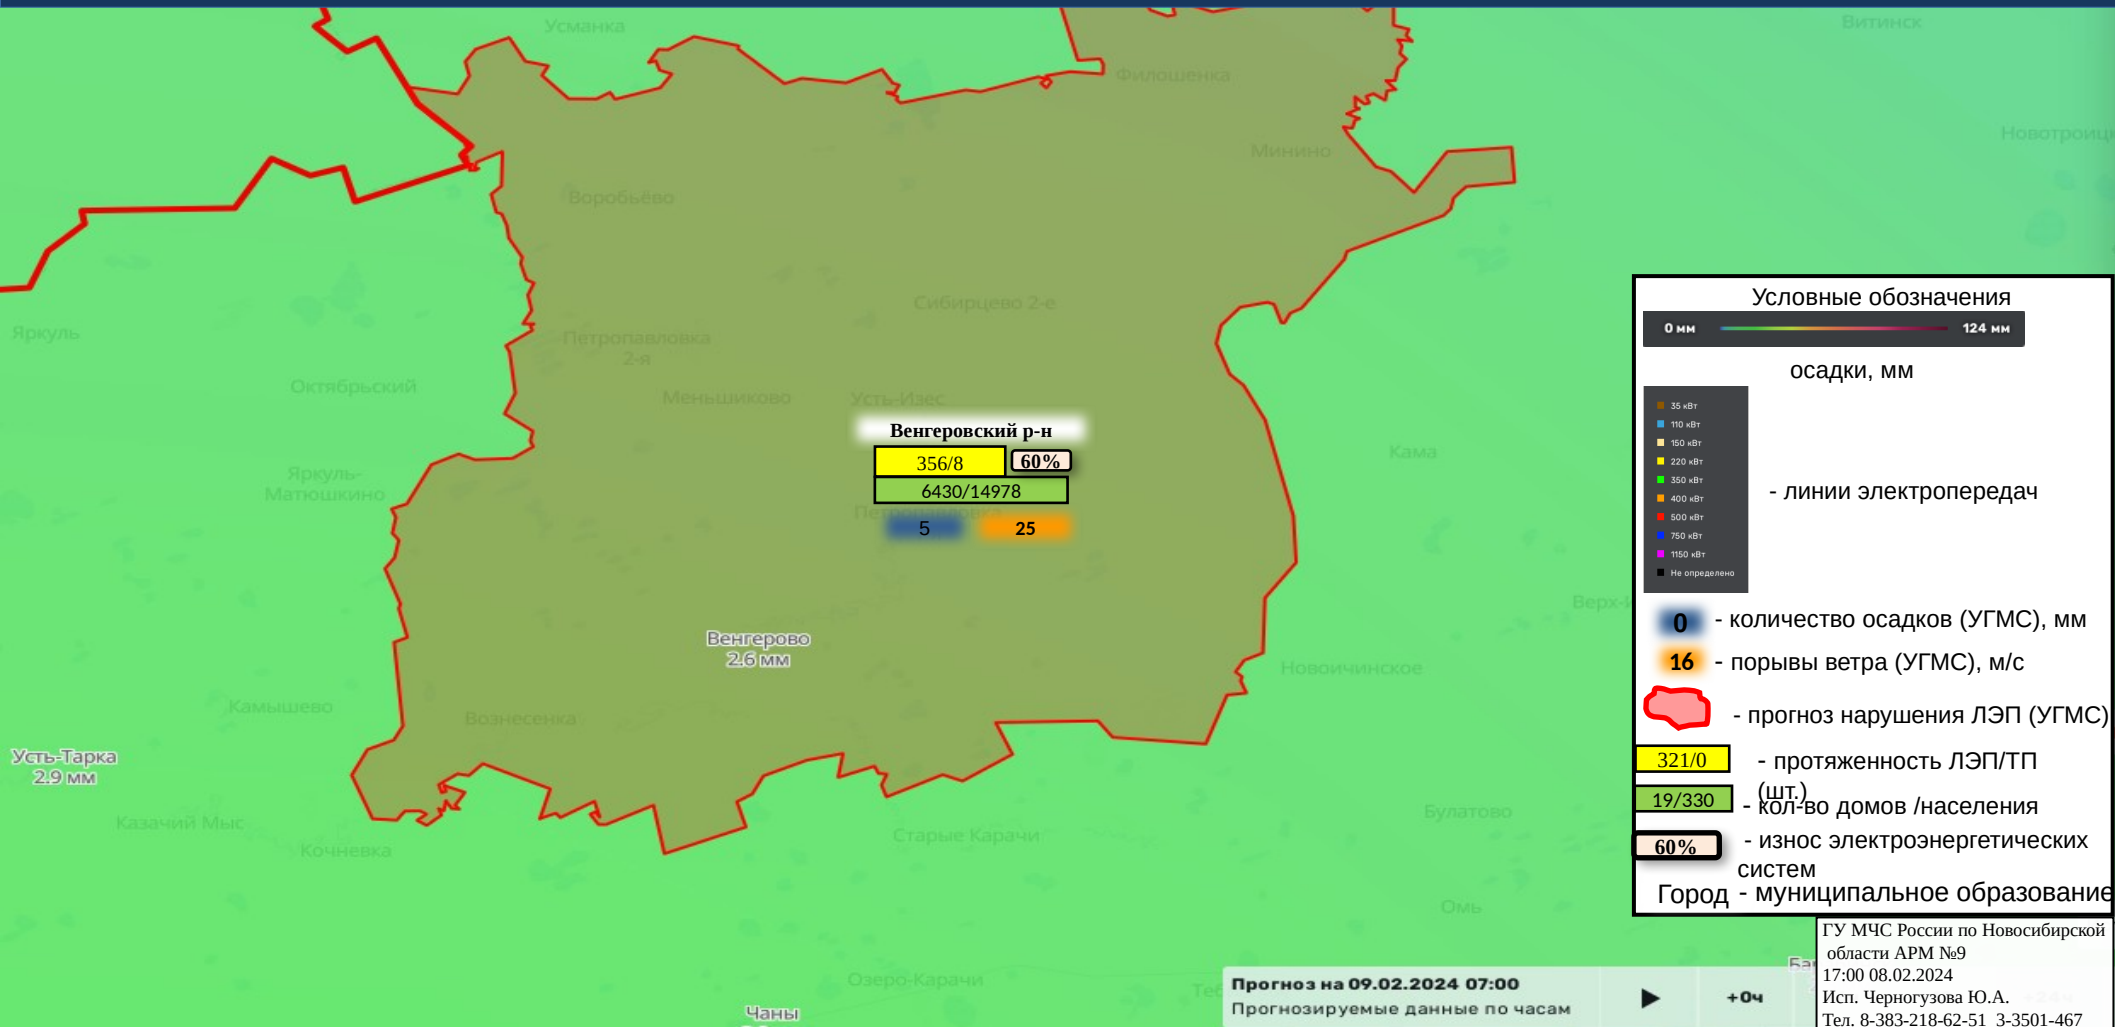 Усманка
Витинск
Филошенка
Минино
Воробьёво
Сибирцево 2-е
Яркуль
Петропавловка
2-я
Октябрьский
Меньшиково
Усть-Изес
Венгеровский р-н
356/8
60%
6430/14978
Петропавловка
5
25
Яркуль-
Матюшкино
Кама
Венгерово
2.6 мм
Новоичинское
Камышево
Вознесенка
Усть-Тарка
2.9 мм
Казачий Мыс
Кочневка
Старые Карачи
Булатово
Омь
Озеро-Карачи
Чаны
Условные обозначения
0 мм
124 мм
осадки, мм
35 кВт
110 кВт
150 кВт
220 кВт
350 кВт
400 кВт
500 кВт
750 кВт
1150 кВт
Не определено
- линии электропередач
0 - количество осадков (УГМС), мм
16 - порывы ветра (УГМС), м/с
- прогноз нарушения ЛЭП (УГМС)
321/0 - протяженность ЛЭП/ТП
(шт.)
19/330 - кол-во домов /населения
60% - износ электроэнергетических
систем
Город - муниципальное образование
Прогноз на 09.02.2024 07:00
Прогнозируемые данные по часам
+0ч
ГУ МЧС России по Новосибирской
области АРМ №9
17:00 08.02.2024
Исп. Черногузова Ю.А.
Тел. 8-383-218-62-51 3-3501-467